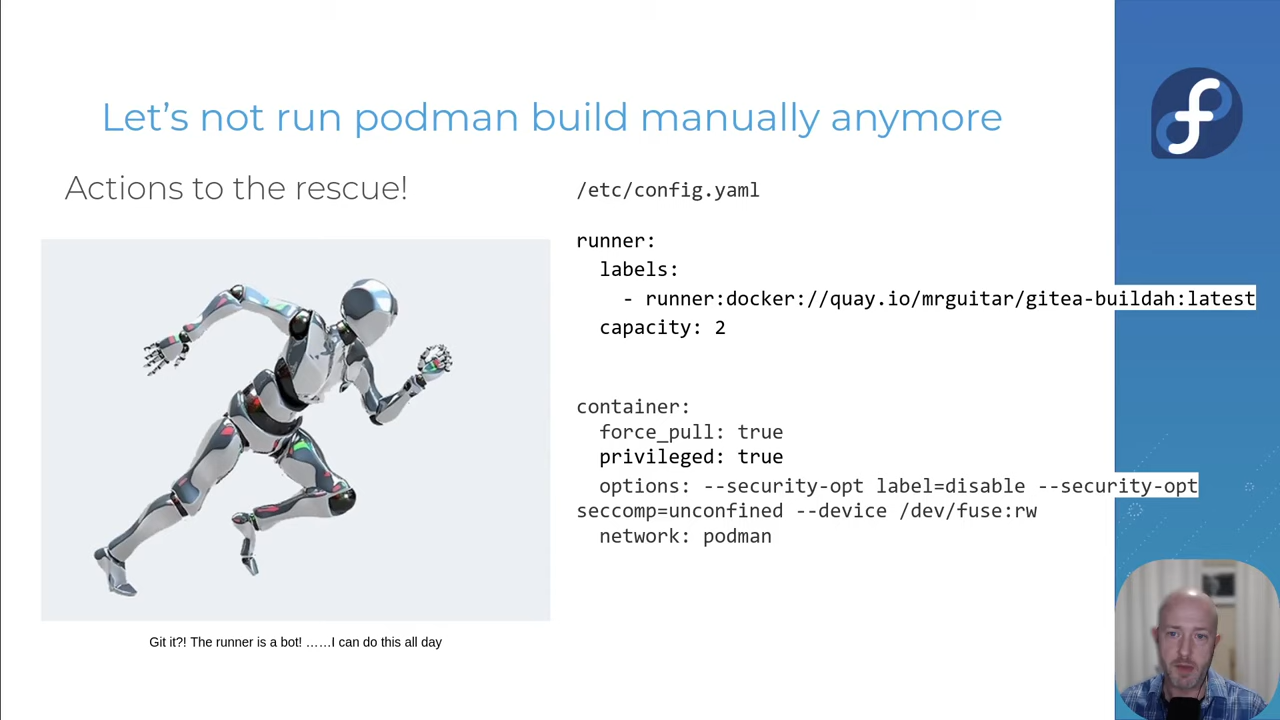 Let’s not run podman build manually anymore
Actions to the rescue!
/etc/config.yaml
runner:
  labels:
    - runner:docker://quay.io/mrguitar/gitea-buildah:latest
  capacity: 2
container:
  force_pull: true
  privileged: true
  options: --security-opt label=disable --security-opt
seccomp=unconfined --device /dev/fuse:rw
  network: podman
Git it?! The runner is a bot! ……I can do this all day